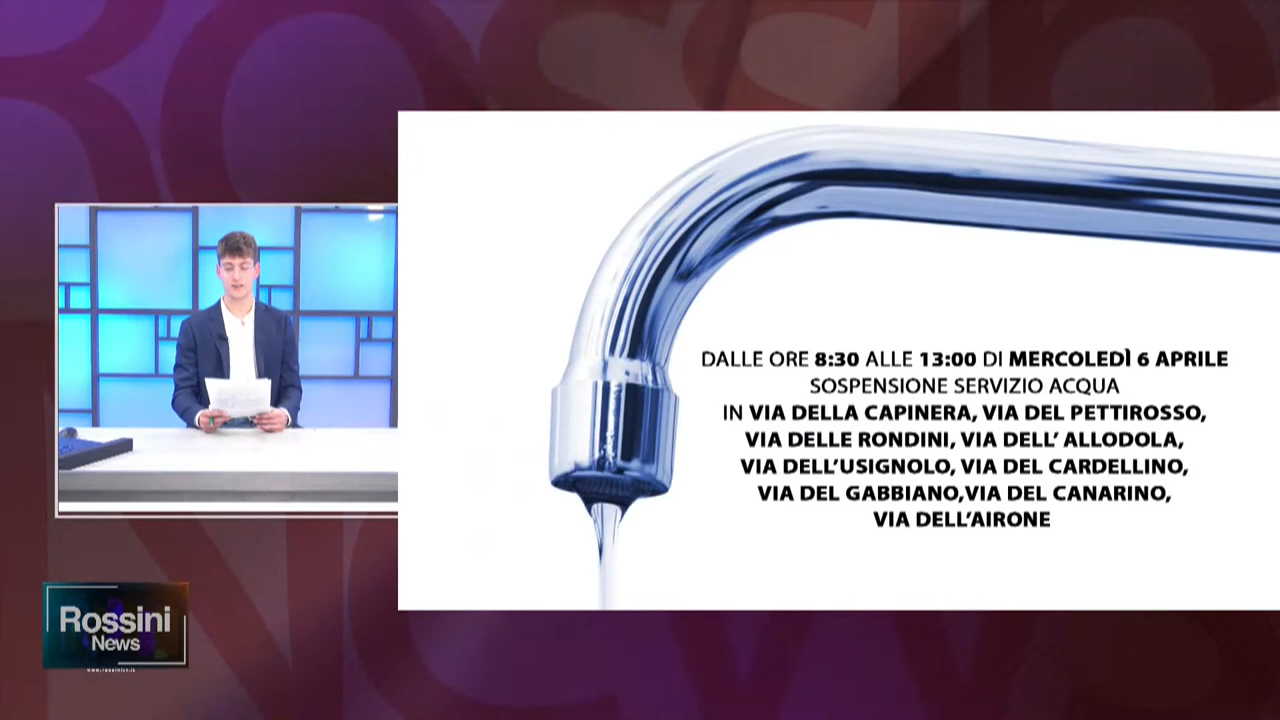 DALLE ORE 8:30 ALLE 13:00 DI MERCOLEDÌ 6 APRILE
SOSPENSIONE SERVIZIO ACQUA
IN VIA DELLA CAPINERA, VIA DEL PETTIROSSO,
VIA DELLE RONDINI, VIA DELL' ALLODOLA,
VIA DELL'USIGNOLO, VIA DEL CARDELLINO,
VIA DEL GABBIANO,VIA DEL CANARINO,
VIA DELL'AIRONE
Rossini
News